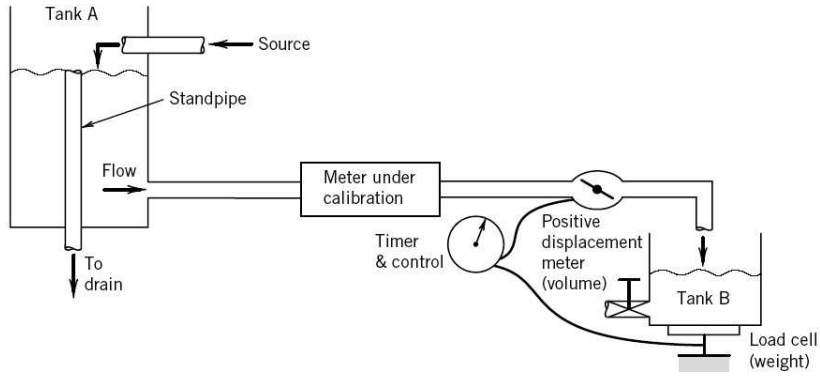 Tank A
Source
Standpipe
Flow
Meter under
calibration
To
drain
Timer
& control
Positive
displacement
meter
(volume)
Tank B
Load cell
(weight)